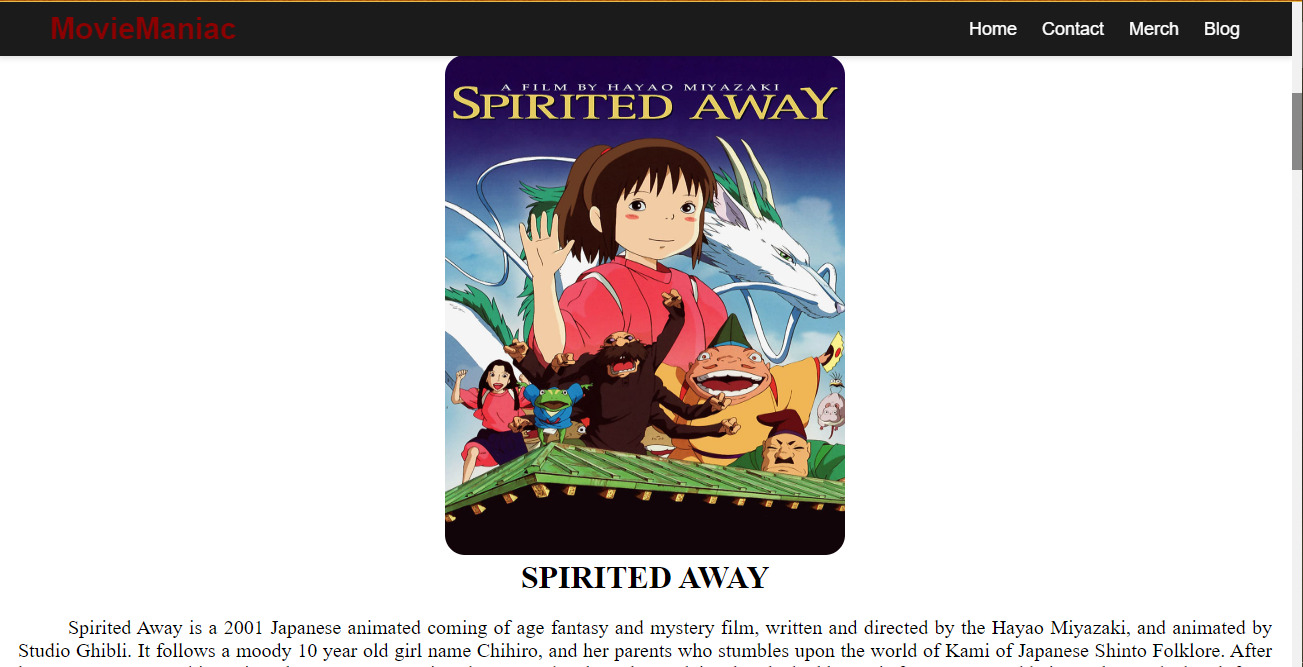 MovieManiac
Home Contact Merch Blog
A FILM BY HAYAO MIYAZAKI
SPIRITED AWAY
SPIRITED AWAY
Spirited Away is a 2001 Japanese animated coming of age fantasy and mystery film, written and directed by the Hayao Miyazaki, and animated by
Studio Ghibli. It follows a moody 10 year old girl name Chihiro, and her parents who stumbles upon the world of Kami of Japanese Shinto Folklore. After